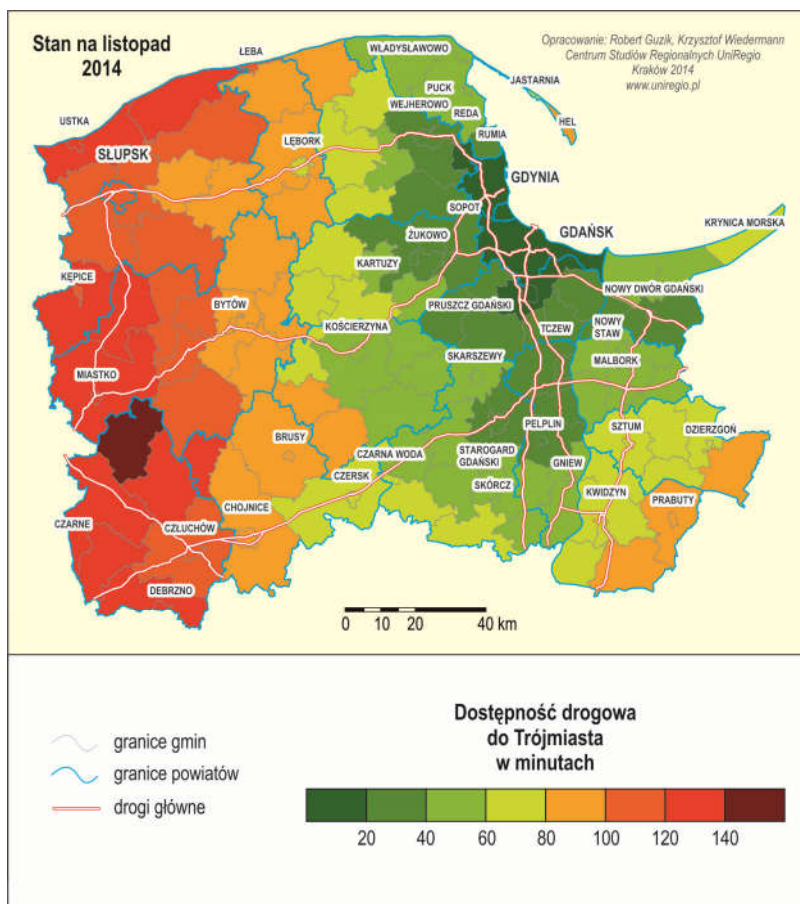 Stan na listopad
2014
Opracowanie: Robert Guzik, Krzysztof Wiedermann
Centrum Studiów Regionalnych UniRegio
Kraków 2014
www.uniregio.pl
ŁEBA
WŁADYSŁAWOWO
JASTARNIA
PUCK
WEJHEROWO
HEL
REDA
USTKA
RUMIA
LĘBORK
SŁUPSK
GDYNIA
SOPOT
KRYNICA MORSKA
ŻUKOWO
GDAŃSK
KARTUZY
KĘPICE
NOWY DWÓR GDAŃSKI
BYTÓW
PRUSZCZ GDAŃSKI
KOŚCIERZYNA
TCZEW
NOWY
STAW
SKARSZEWY
MALBORK
MIASTKO
PELPLIN
SZTUM
DZIERZGOŃ
BRUSY
CZARNA WODA
STAROGARD
GDAŃSKI
GNIEW
CZERSK
SKÓRCZ
KWIDZYN
PRABUTY
CHOJNICE
CZARNE
CZŁUCHÓW
DEBRZNO
0 10 20 40 km
Dostępność drogowa
do Trójmiasta
w minutach
granice gmin
granice powiatów
drogi główne
20 40 60 80 100 120 140